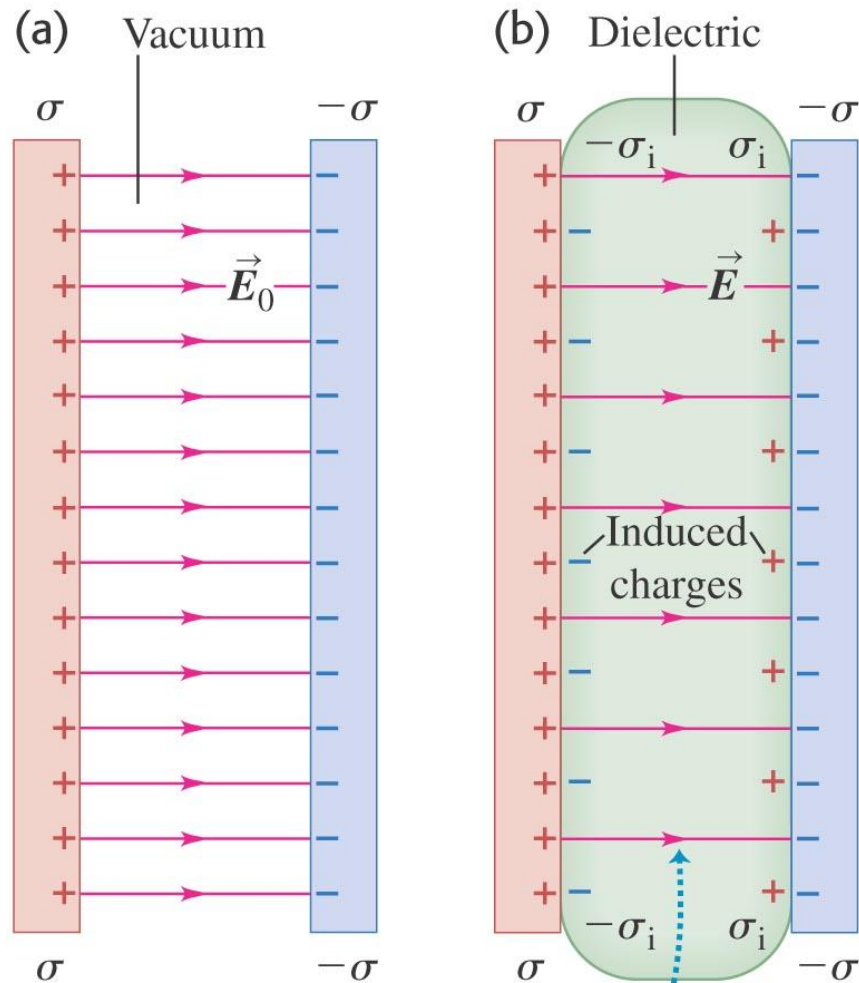 (a) Vacuum
σ -σ
E⃗₀
σ -σ
(b) Dielectric
σ -σᵢ σᵢ -σ
E⃗
Induced
charges
σ -σᵢ σᵢ -σ